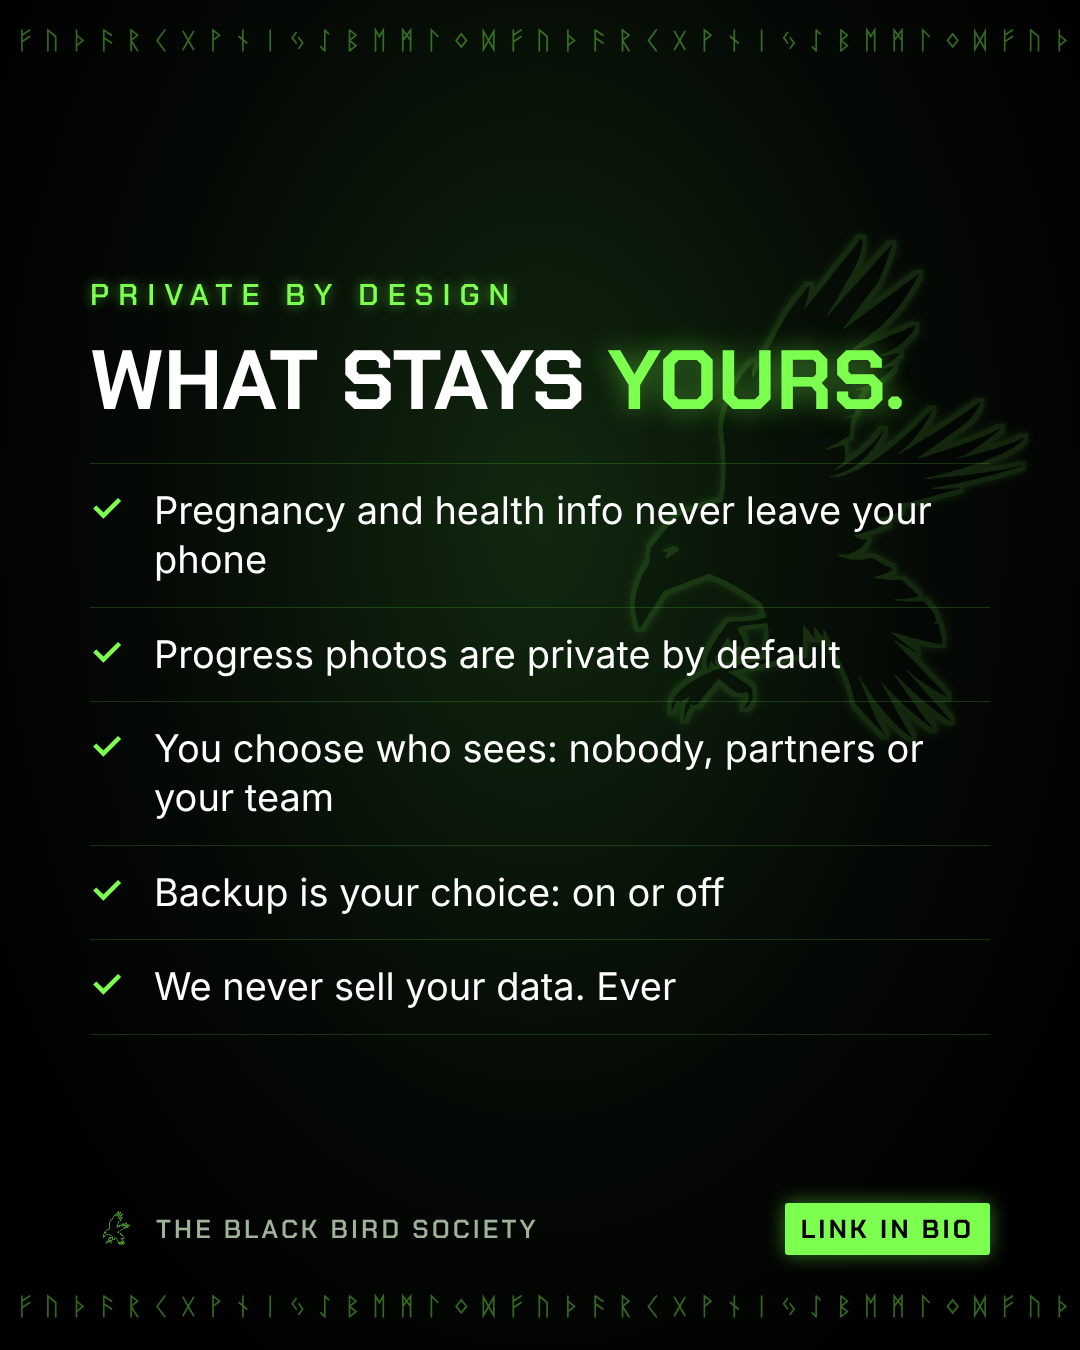 ᚠᚢᚦᚨᚱᚲᚷᚹᚾᛁᛃᛇᛒᛖᛗᛚᛜᛞᚠᚢᚦᚨᚱᚲᚷᚹᚾᛁᛃᛇᛒᛖᛗᛚᛜᛞᚠᚢᚦ
PRIVATE BY DESIGN
WHAT STAYS YOURS.
✓ Pregnancy and health info never leave your
phone
✓ Progress photos are private by default
✓ You choose who sees: nobody, partners or
your team
✓ Backup is your choice: on or off
✓ We never sell your data. Ever
THE BLACK BIRD SOCIETY
LINK IN BIO
ᚠᚢᚦᚨᚱᚲᚷᚹᚾᛁᛃᛇᛒᛖᛗᛚᛜᛞᚠᚢᚦᚨᚱᚲᚷᚹᚾᛁᛃᛇᛒᛖᛗᛚᛜᛞᚠᚢᚦ